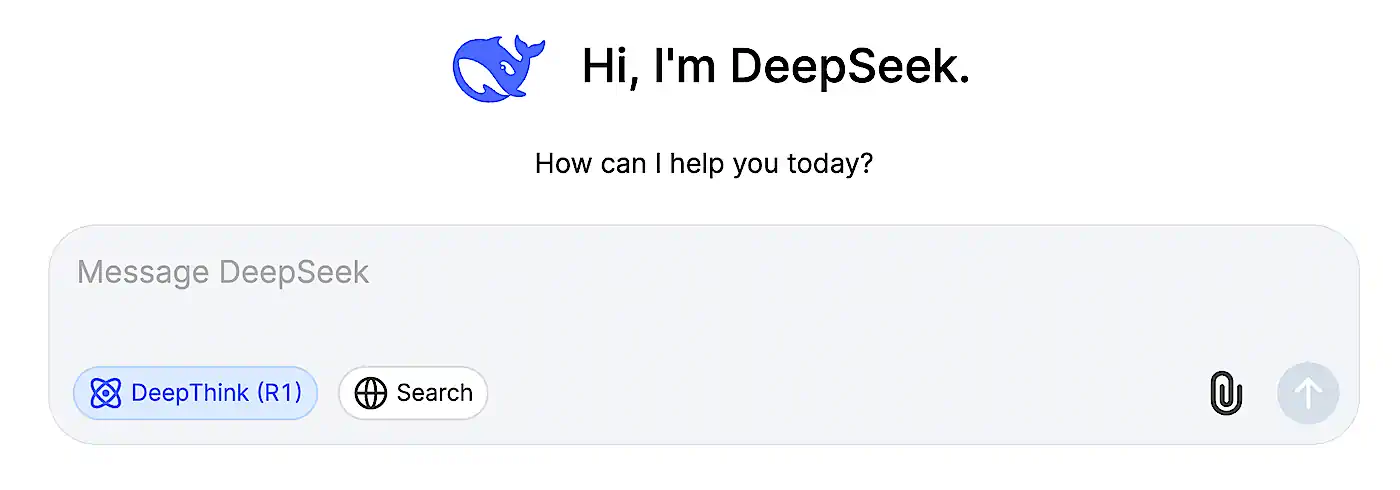 Hi, I'm DeepSeek.
How can I help you today?
Message DeepSeek
DeepThink (R1) Search